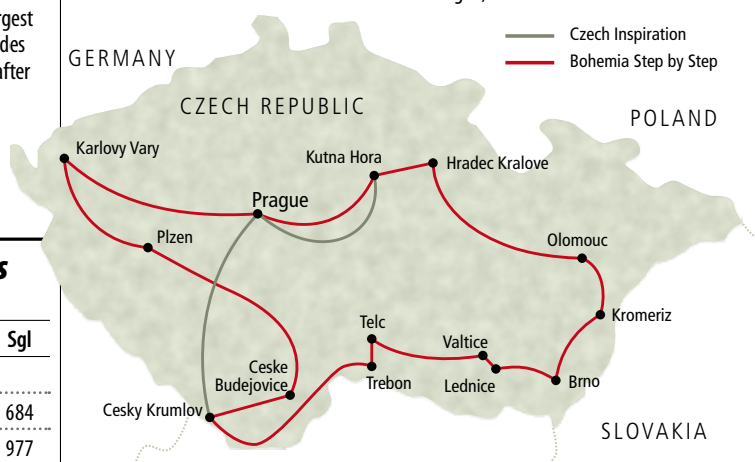 rgest
des
after
s
Sgl
684
977
Czech Inspiration
Bohemia Step by Step
GERMANY
CZECH REPUBLIC
POLAND
Karlovy Vary
Kutna Hora
Hradec Kralove
Prague
Plzen
Olomouc
Kromeriz
Telc
Valtice
Ceske
Budejovice
Trebon
Lednice
Brno
Cesky Krumlov
SLOVAKIA